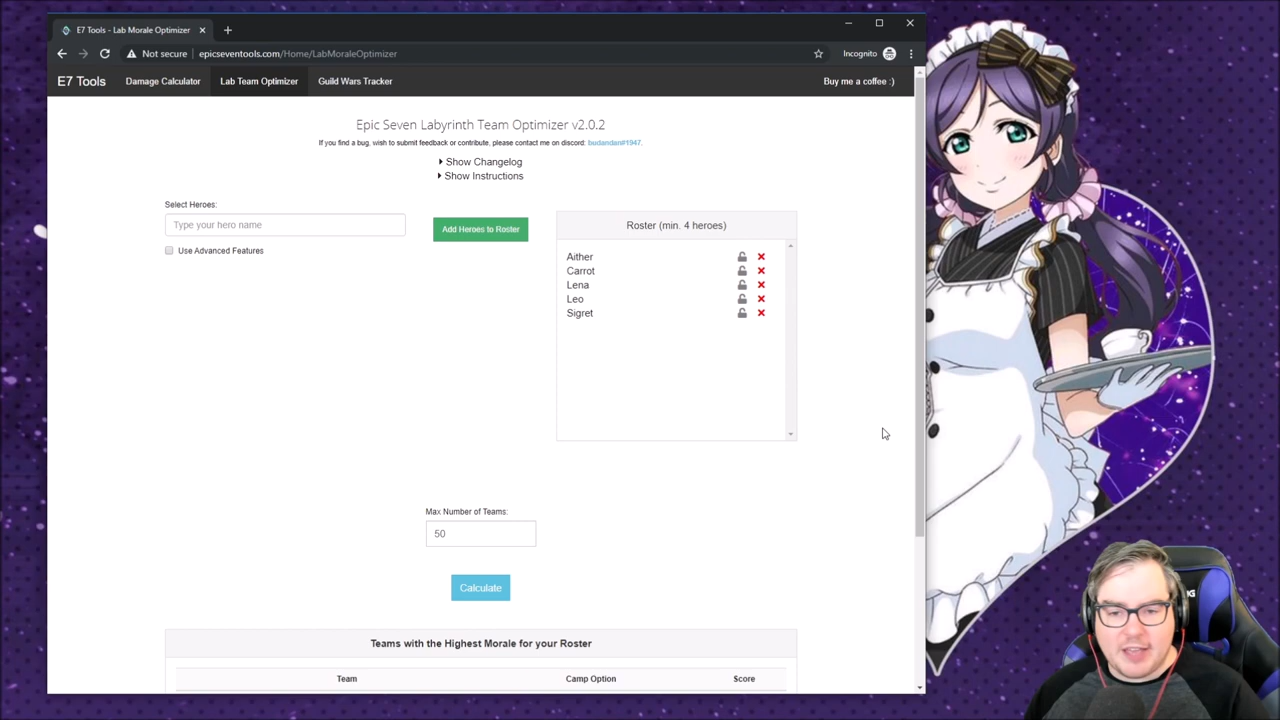 E7 Tools - Lab Morale Optimizer
Not secure epicseventools.com/Home/LabMoraleOptimizer Incognito
E7 Tools Damage Calculator Lab Team Optimizer Guild Wars Tracker Buy me a coffee :)
Epic Seven Labyrinth Team Optimizer v2.0.2
If you find a bug, wish to submit feedback or contribute, please contact me on discord: budandan#1947.
Show Changelog
Show Instructions
Select Heroes:
Type your hero name
Use Advanced Features
Add Heroes to Roster
Roster (min. 4 heroes)
Aither
Carrot
Lena
Leo
Sigret
Max Number of Teams:
50
Calculate
Teams with the Highest Morale for your Roster
Team Camp Option Score